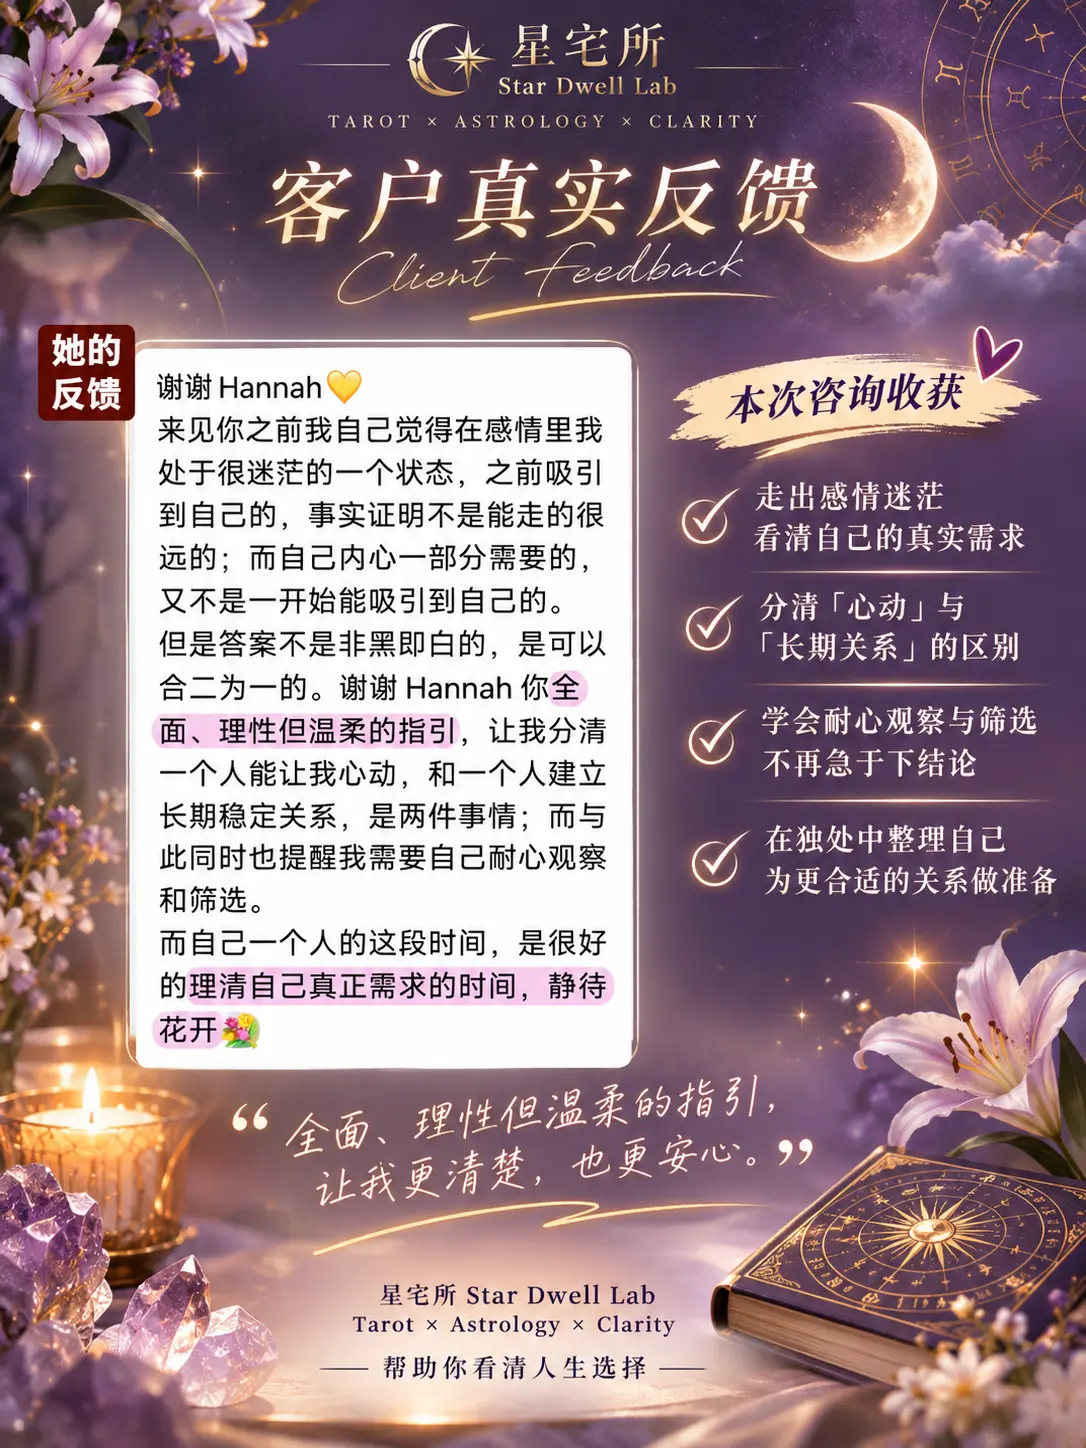 星宅所
Star Dwell Lab
TAROT × ASTROLOGY × CLARITY
客户真实反馈
Client Feedback
她的
反馈
谢谢 Hannah💛
来见你之前我自己觉得在感情里我
处于很迷茫的一个状态，之前吸引
到自己的，事实证明不是能走的很
远的；而自己内心一部分需要的，
又不是一开始能吸引到自己的。
但是答案不是非黑即白的，是可以
合二为一的。谢谢 Hannah 你全
面、理性但温柔的指引，让我分清
一个人能让我心动，和一个人建立
长期稳定关系，是两件事情；而与
此同时也提醒我需要自己耐心观察
和筛选。
而自己一个人的这段时间，是很好
的理清自己真正需求的时间，静待
花开💐
本次咨询收获
走出感情迷茫
看清自己的真实需求
分清「心动」与
「长期关系」的区别
学会耐心观察与筛选
不再急于下结论
在独处中整理自己
为更合适的关系做准备
“全面、理性但温柔的指引，
让我更清楚，也更安心。”
星宅所 Star Dwell Lab
Tarot × Astrology × Clarity
帮助你看清人生选择